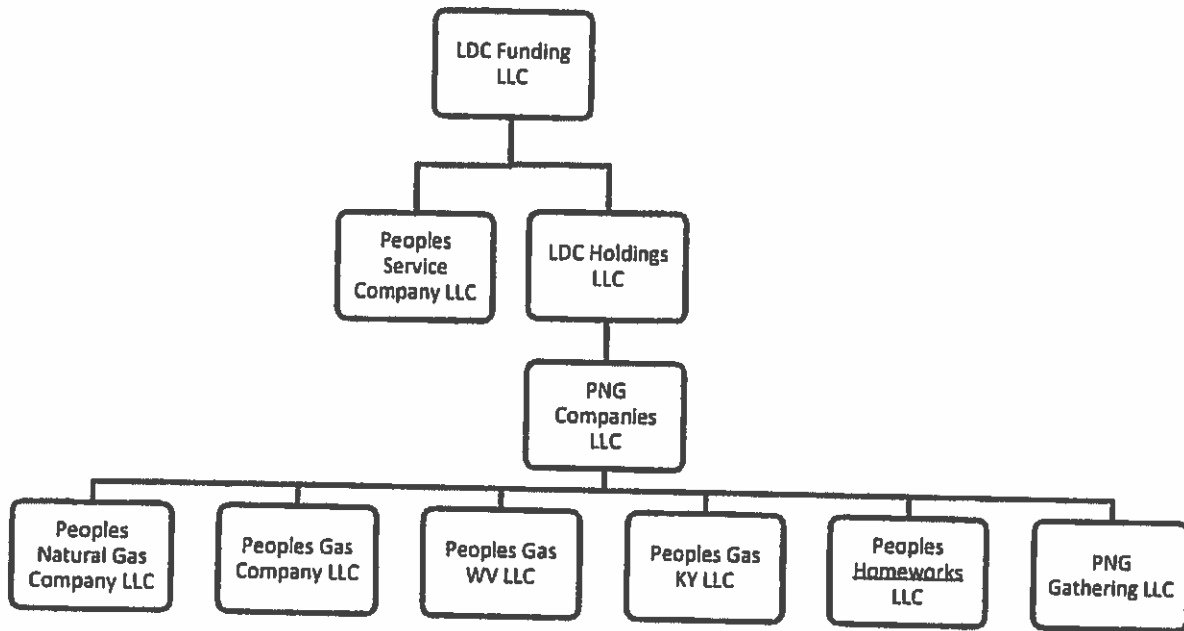 LDC Funding
LLC
Peoples
Service
Company LLC
LDC Holdings
LLC
PNG
Companies
LLC
Peoples
Natural Gas
Company LLC
Peoples Gas
Company LLC
Peoples Gas
WV LLC
Peoples Gas
KY LLC
Peoples
Homeworks
LLC
PNG
Gathering LLC